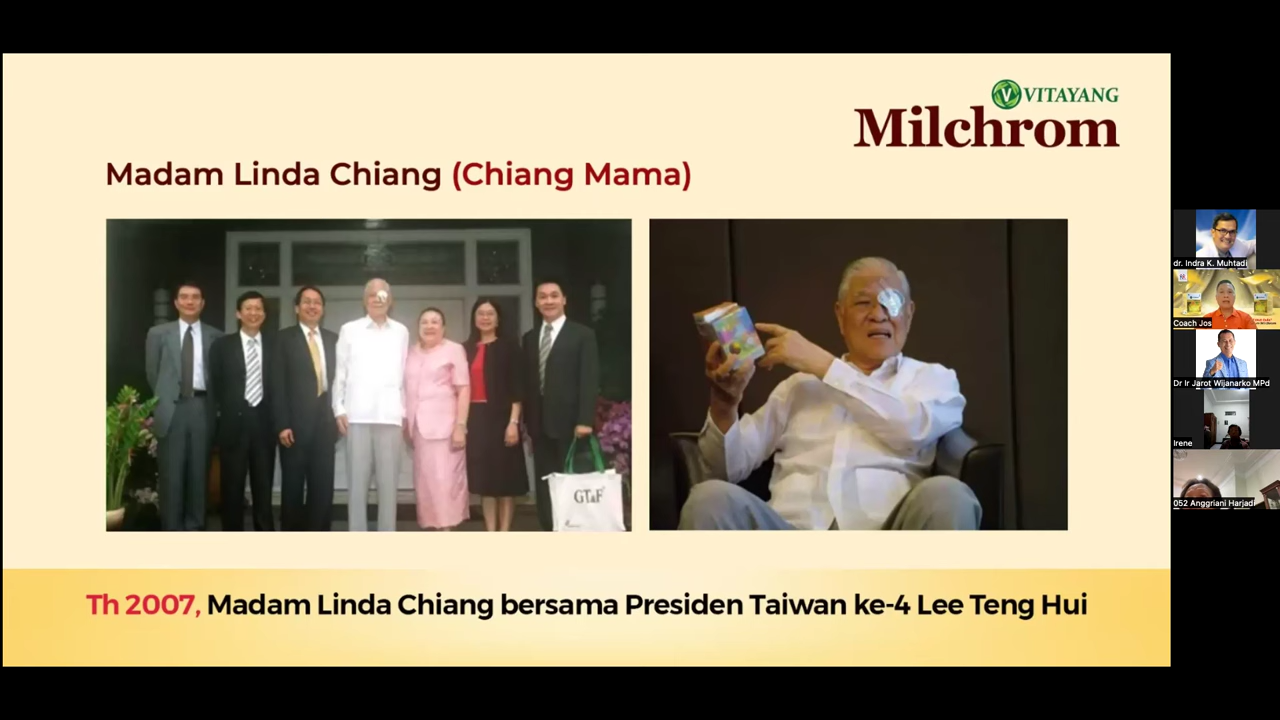 VITAYANG
Milchrom
Madam Linda Chiang (Chiang Mama)
GT&F
Th 2007, Madam Linda Chiang bersama Presiden Taiwan ke-4 Lee Teng Hui
dr. Indra K. Muhtadi
Coach Jos
Dr Ir Jarot Wijanarko MPd
Irene
052 Anggriani Harjadi